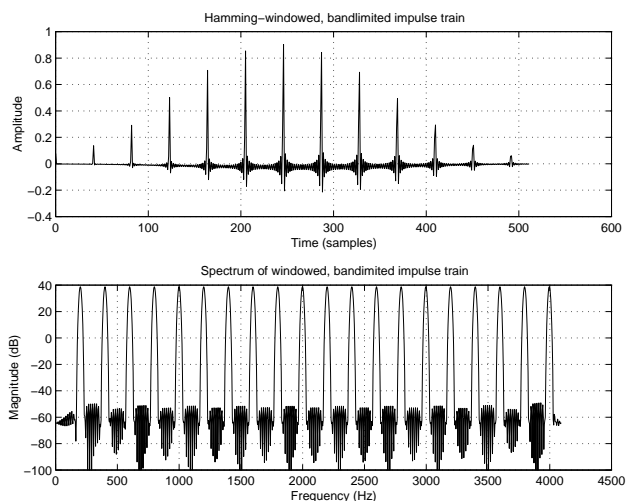 Hamming−windowed, bandlimited impulse train
1
0.8
0.6
0.4
0.2
0
−0.2
−0.4
Amplitude
0 100 200 300 400 500 600
Time (samples)
Spectrum of windowed, bandimited impulse train
40
20
0
−20
−40
−60
−80
−100
Magnitude (dB)
0 500 1000 1500 2000 2500 3000 3500 4000 4500
Frequency (Hz)